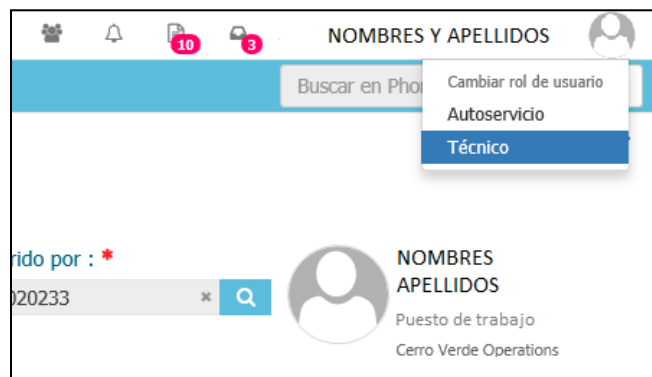 10
3
NOMBRES Y APELLIDOS
Buscar en Pho
Cambiar rol de usuario
Autoservicio
Técnico
rido por : *
020233
NOMBRES
APELLIDOS
Puesto de trabajo
Cerro Verde Operations